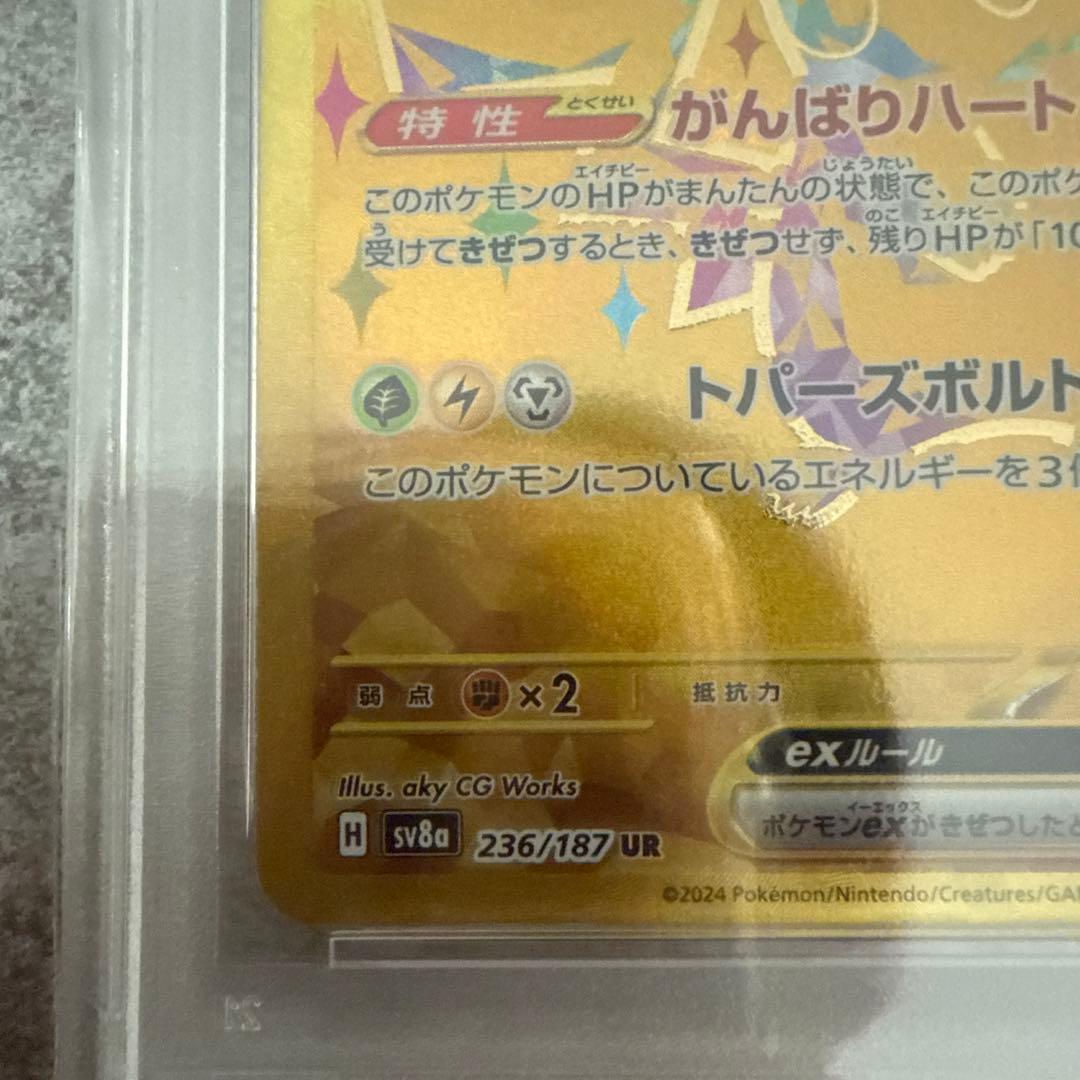 特性 とくせい がんばりハート
エイチピー じょうたい
このポケモンのHPがまんたんの状態で、このポケ
う のこ エイチピー
受けてきぜつするとき、きぜつせず、残りHPが「10
トパーズボルト
このポケモンについているエネルギーを3
弱点 ×2 抵抗力
exルール
Illus. aky CG Works
イーエックス
ポケモンexがきぜつしたと
H sv8a 236/187 UR
©2024 Pokémon/Nintendo/Creatures/GA